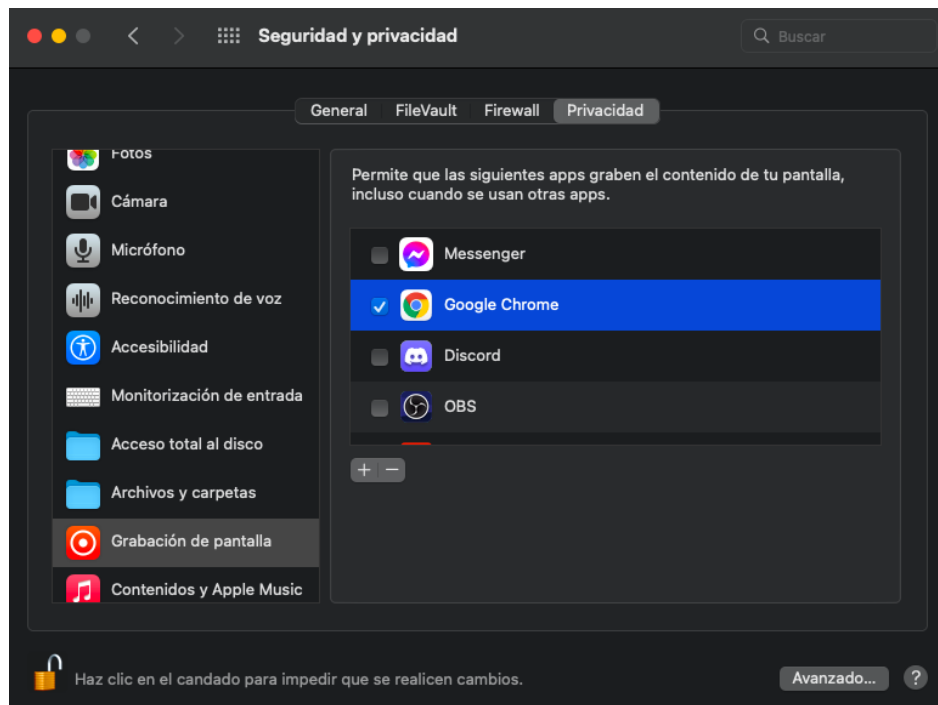 Seguridad y privacidad
Buscar
General FileVault Firewall Privacidad
Fotos
Cámara
Micrófono
Reconocimiento de voz
Accesibilidad
Monitorización de entrada
Acceso total al disco
Archivos y carpetas
Grabación de pantalla
Contenidos y Apple Music
Permite que las siguientes apps graben el contenido de tu pantalla,
incluso cuando se usan otras apps.
Messenger
Google Chrome
Discord
OBS
+ −
Haz clic en el candado para impedir que se realicen cambios.
Avanzado...
?